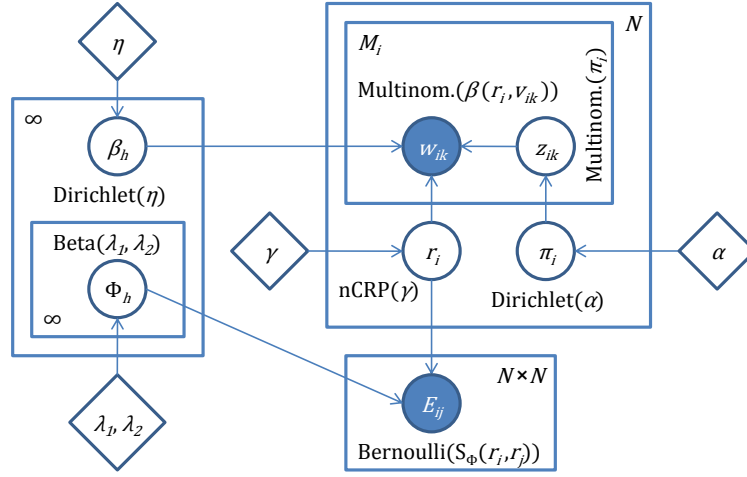 η
N
M_i
Multinom.(π_i)
Multinom.(β(r_i,v_ik))
∞
β_h
w_ik
z_ik
Dirichlet(η)
Beta(λ_1, λ_2)
γ
r_i
π_i
α
Φ_h
nCRP(γ)
Dirichlet(α)
∞
N×N
λ_1, λ_2
E_ij
Bernoulli(S_Φ(r_i,r_j))